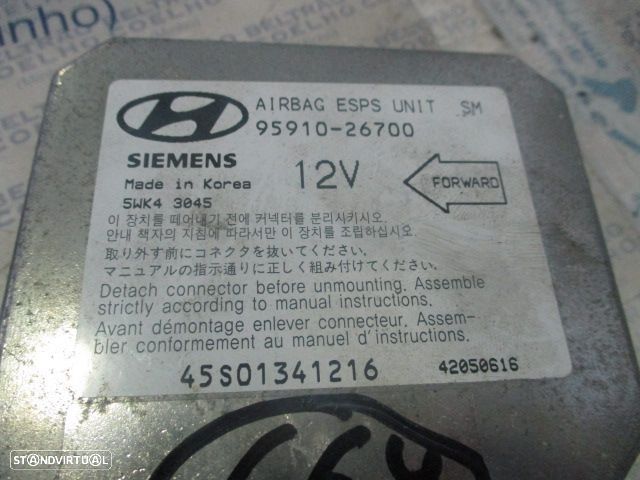 inho)
AIRBAG ESPS UNIT SM
95910-26700
SIEMENS
Made in Korea
5WK4 3045
12V
FORWARD
이 장치를 떼어내기 전에 커넥터를 분리시키시오.
안내 책자의 지침에 따라서만 이 장치를 조립하십시오.
取り外す前にコネクタを抜いてください。
マニュアルの指示通りに正しく組み付けてください。
Detach connector before unmounting. Assemble
strictly according to manual instructions.
Avant démontage enlever connecteur. Assem-
bler conformement au manuel d'instructions.
45S01341216
42050616
STANDVIRTUAL